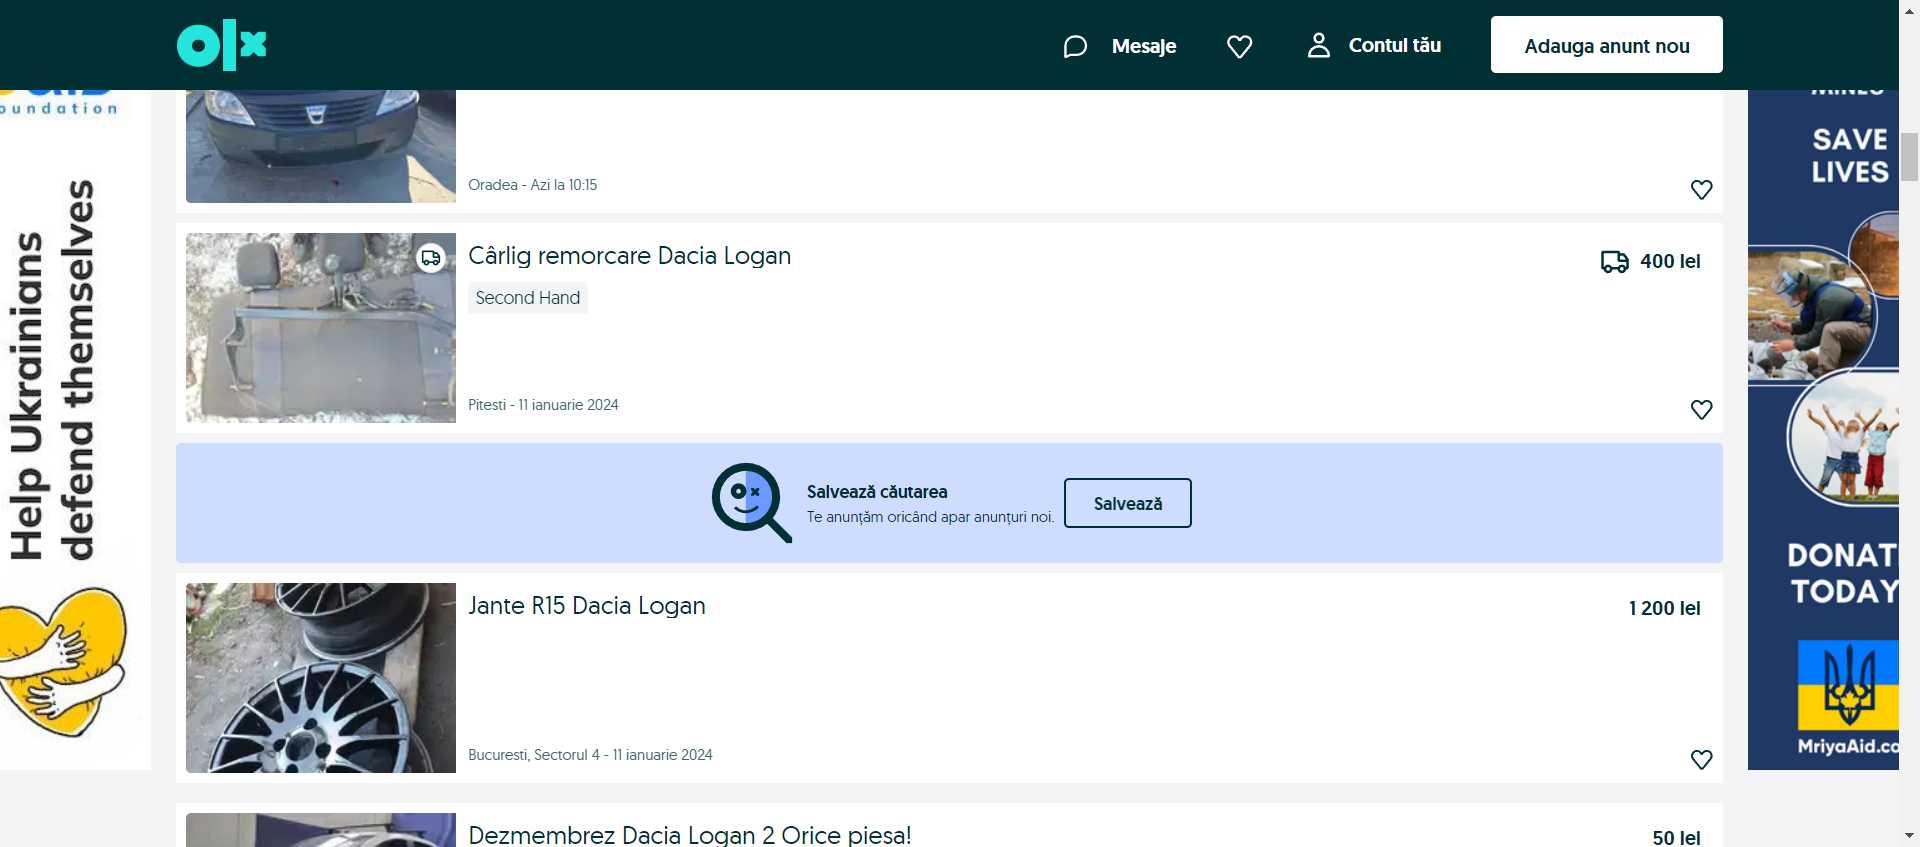 olx
Mesaje
Contul tău
Adauga anunt nou
oundation
Help Ukrainians
defend themselves
Oradea - Azi la 10:15
Cârlig remorcare Dacia Logan
400 lei
Second Hand
Pitesti - 11 ianuarie 2024
Salvează căutarea
Te anunțăm oricând apar anunțuri noi.
Salvează
Jante R15 Dacia Logan
1 200 lei
Bucuresti, Sectorul 4 - 11 ianuarie 2024
Dezmembrez Dacia Logan 2 Orice piesa!
50 lei
SAVE
LIVES
DONAT
TODAY
MriyaAid.c